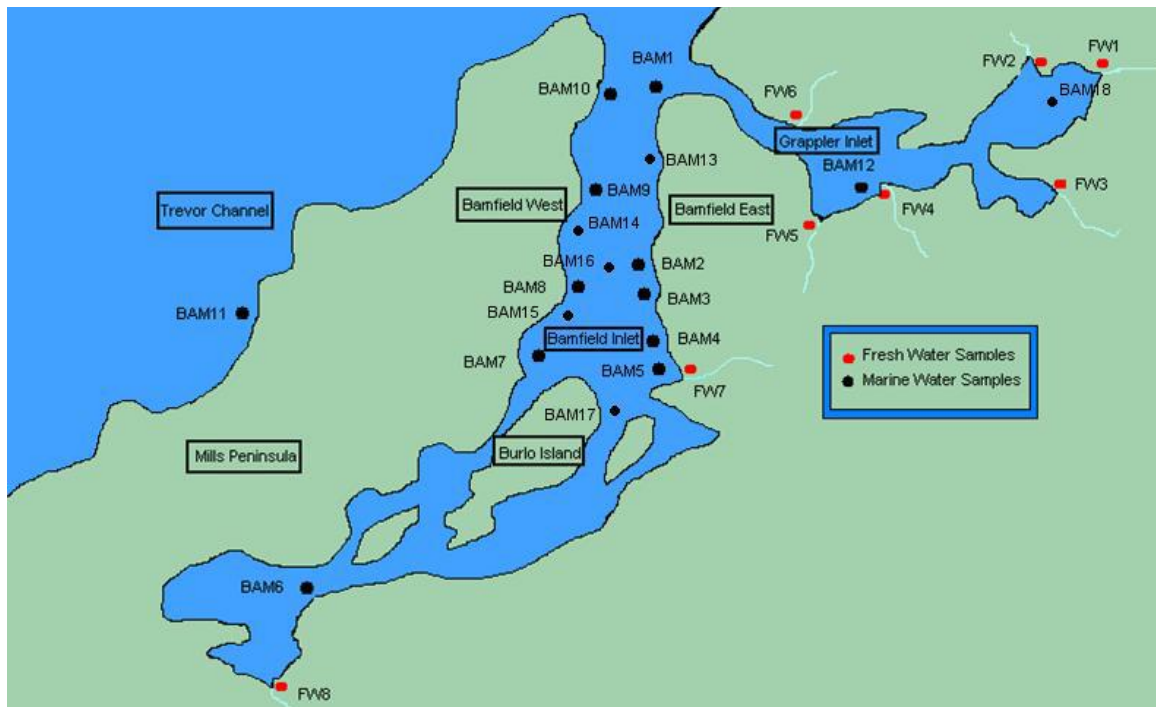 FW1
FW2
BAM1
BAM10
BAM18
FW6
Grappler Inlet
BAM13
BAM12
FW3
Bamfield West
BAM9
Trevor Channel
Bamfield East
FW4
BAM14
FW5
BAM16
BAM2
BAM8
BAM3
BAM11
BAM15
Bamfield Inlet
BAM4
BAM7
BAM5
FW7
Fresh Water Samples
Marine Water Samples
BAM17
Mills Peninsula
Burlo Island
BAM6
FW8